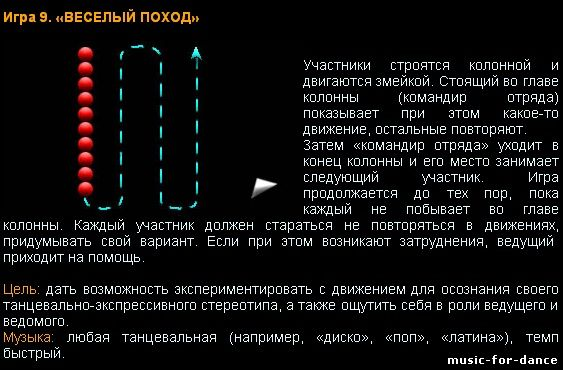 Игра 9. «ВЕСЕЛЫЙ ПОХОД»
Участники строятся колонной и
двигаются змейкой. Стоящий во главе
колонны (командир отряда)
показывает при этом какое-то
движение, остальные повторяют.
Затем «командир отряда» уходит в
конец колонны и его место занимает
следующий участник. Игра
продолжается до тех пор, пока
каждый не побывает во главе
колонны. Каждый участник должен стараться не повторяться в движениях,
придумывать свой вариант. Если при этом возникают затруднения, ведущий
приходит на помощь.
Цель: дать возможность экспериментировать с движением для осознания своего
танцевально-экспрессивного стереотипа, а также ощутить себя в роли ведущего и
ведомого.
Музыка: любая танцевальная (например, «диско», «поп», «латина»), темп
быстрый.
music-for-dance